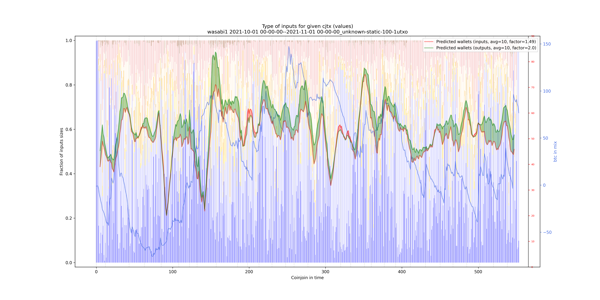 Type of inputs for given cjtx (values)
wasabi1 2021-10-01 00-00-00--2021-11-01 00-00-00_unknown-static-100-1utxo
Predicted wallets (inputs, avg=10, factor=1.49)
Predicted wallets (outputs, avg=10, factor=2.0)
1.0
0.8
0.6
0.4
0.2
0.0
Fraction of inputs sizes
0
100
200
300
400
500
Coinjoin in time
150
100
50
0
−50
btc in mix